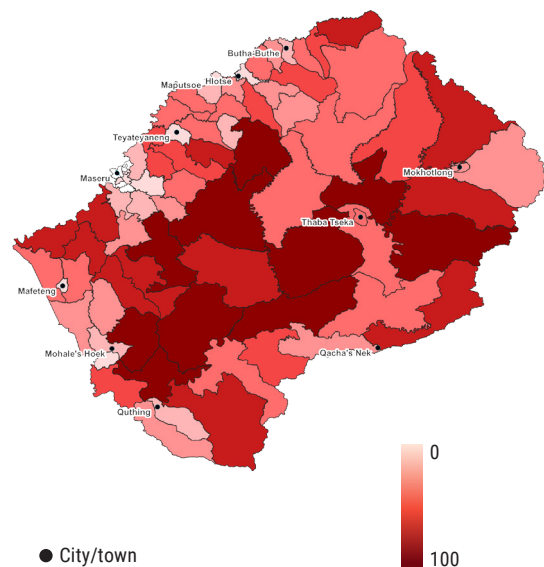 Butha-Buthe
Maputsoe
Hlotse
Teyateyaneng
Mokhotlong
Maseru
Thaba Tseka
Mafeteng
Mohale's Hoek
Qacha's Nek
Quthing
0
100
City/town